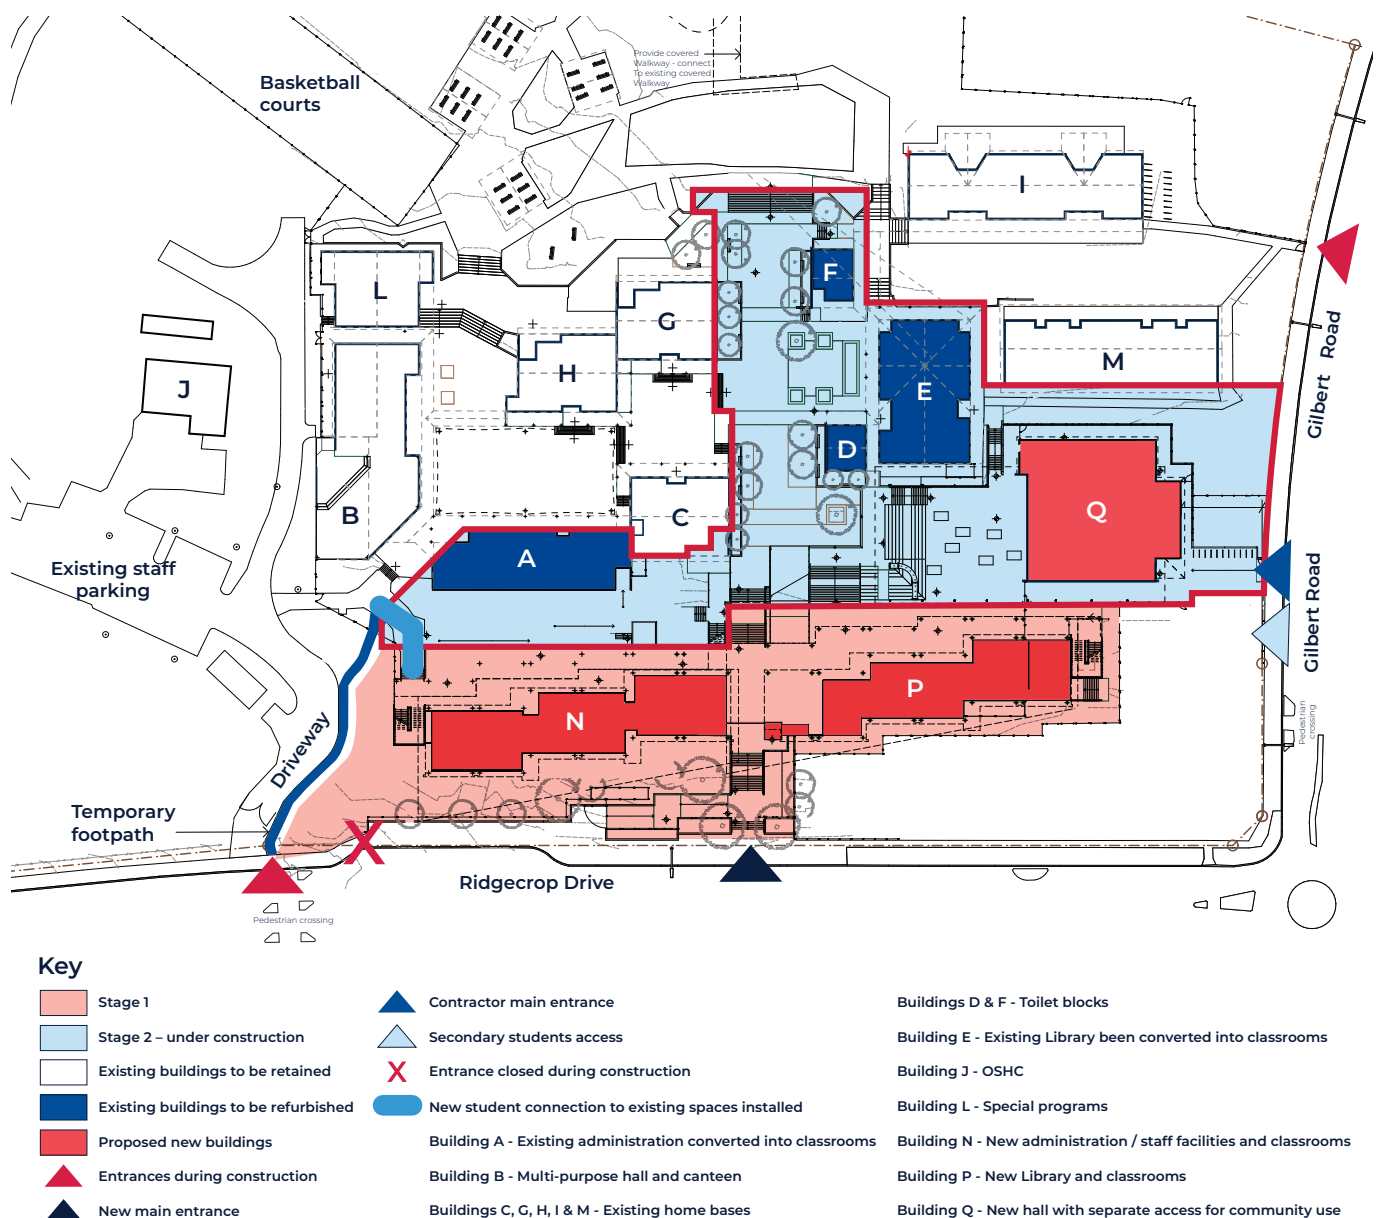 Provide covered
Walkway - connect
To existing covered
Walkway
Basketball
courts
I
F
L
G
Gilbert Road
H
M
J
E
D
B
C
Q
A
Existing staff
parking
Gilbert Road
P
N
Pedestrian
crossing
Driveway
Temporary
footpath
X
Ridgecrop Drive
Pedestrian crossing
Key
Stage 1
Stage 2 – under construction
Existing buildings to be retained
Existing buildings to be refurbished
Proposed new buildings
Entrances during construction
New main entrance
Contractor main entrance
Secondary students access
X Entrance closed during construction
New student connection to existing spaces installed
Building A - Existing administration converted into classrooms
Building B - Multi-purpose hall and canteen
Buildings C, G, H, I & M - Existing home bases
Buildings D & F - Toilet blocks
Building E - Existing Library been converted into classrooms
Building J - OSHC
Building L - Special programs
Building N - New administration / staff facilities and classrooms
Building P - New Library and classrooms
Building Q - New hall with separate access for community use